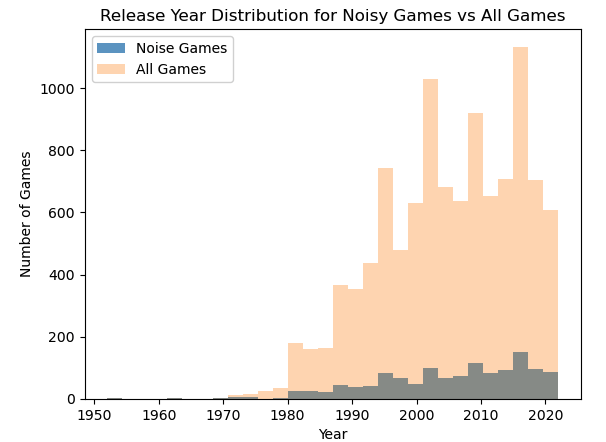 Release Year Distribution for Noisy Games vs All Games
Noise Games
All Games
Number of Games
1000
800
600
400
200
0
1950 1960 1970 1980 1990 2000 2010 2020
Year